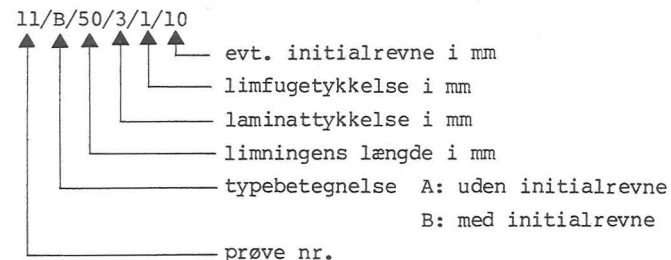 11/B/50/3/1/10
evt. initialrevne i mm
limfugetykkelse i mm
laminattykkelse i mm
limningens længde i mm
typebetegnelse A: uden initialrevne
B: med initialrevne
prøve nr.